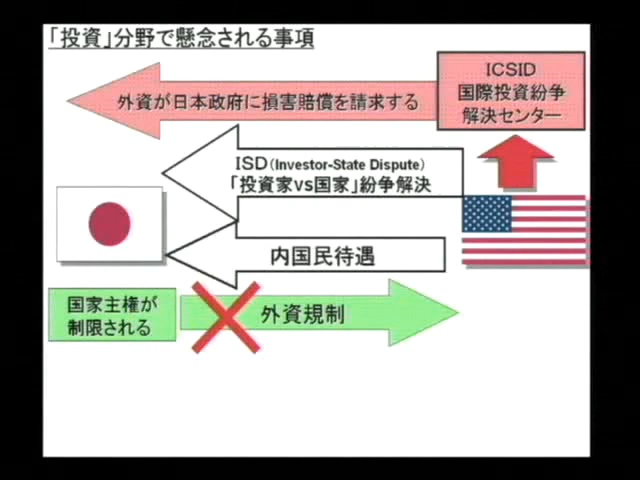 「投資」分野で懸念される事項
ICSID
国際投資紛争
解決センター
外資が日本政府に損害賠償を請求する
ISD（Investor-State Dispute）
「投資家vs国家」紛争解決
内国民待遇
国家主権が
制限される
外資規制